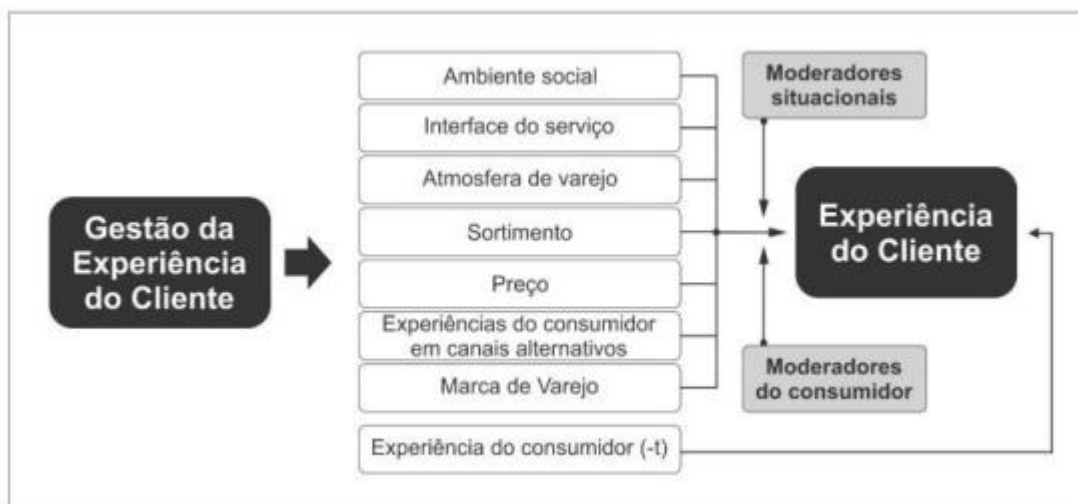 Gestão da
Experiência
do Cliente
Ambiente social
Interface do serviço
Atmosfera de varejo
Sortimento
Preço
Experiências do consumidor
em canais alternativos
Marca de Varejo
Experiência do consumidor (-t)
Moderadores
situacionais
Experiência
do Cliente
Moderadores
do consumidor